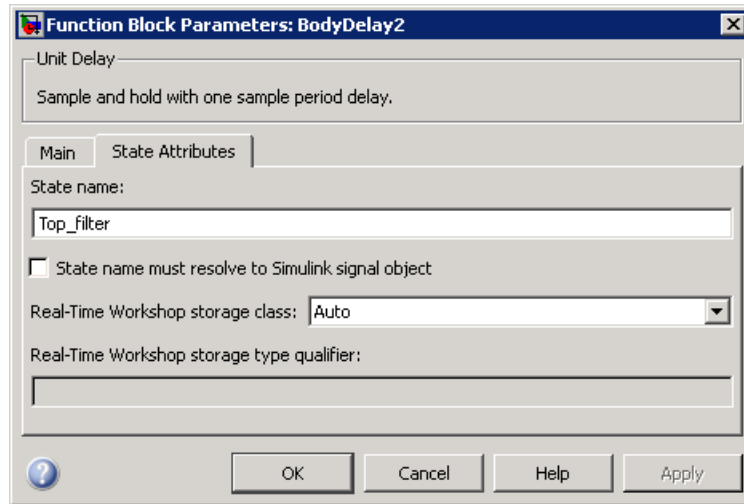 Function Block Parameters: BodyDelay2
Unit Delay
Sample and hold with one sample period delay.
Main State Attributes
State name:
Top_filter
State name must resolve to Simulink signal object
Real-Time Workshop storage class: Auto
Real-Time Workshop storage type qualifier:
? OK Cancel Help Apply